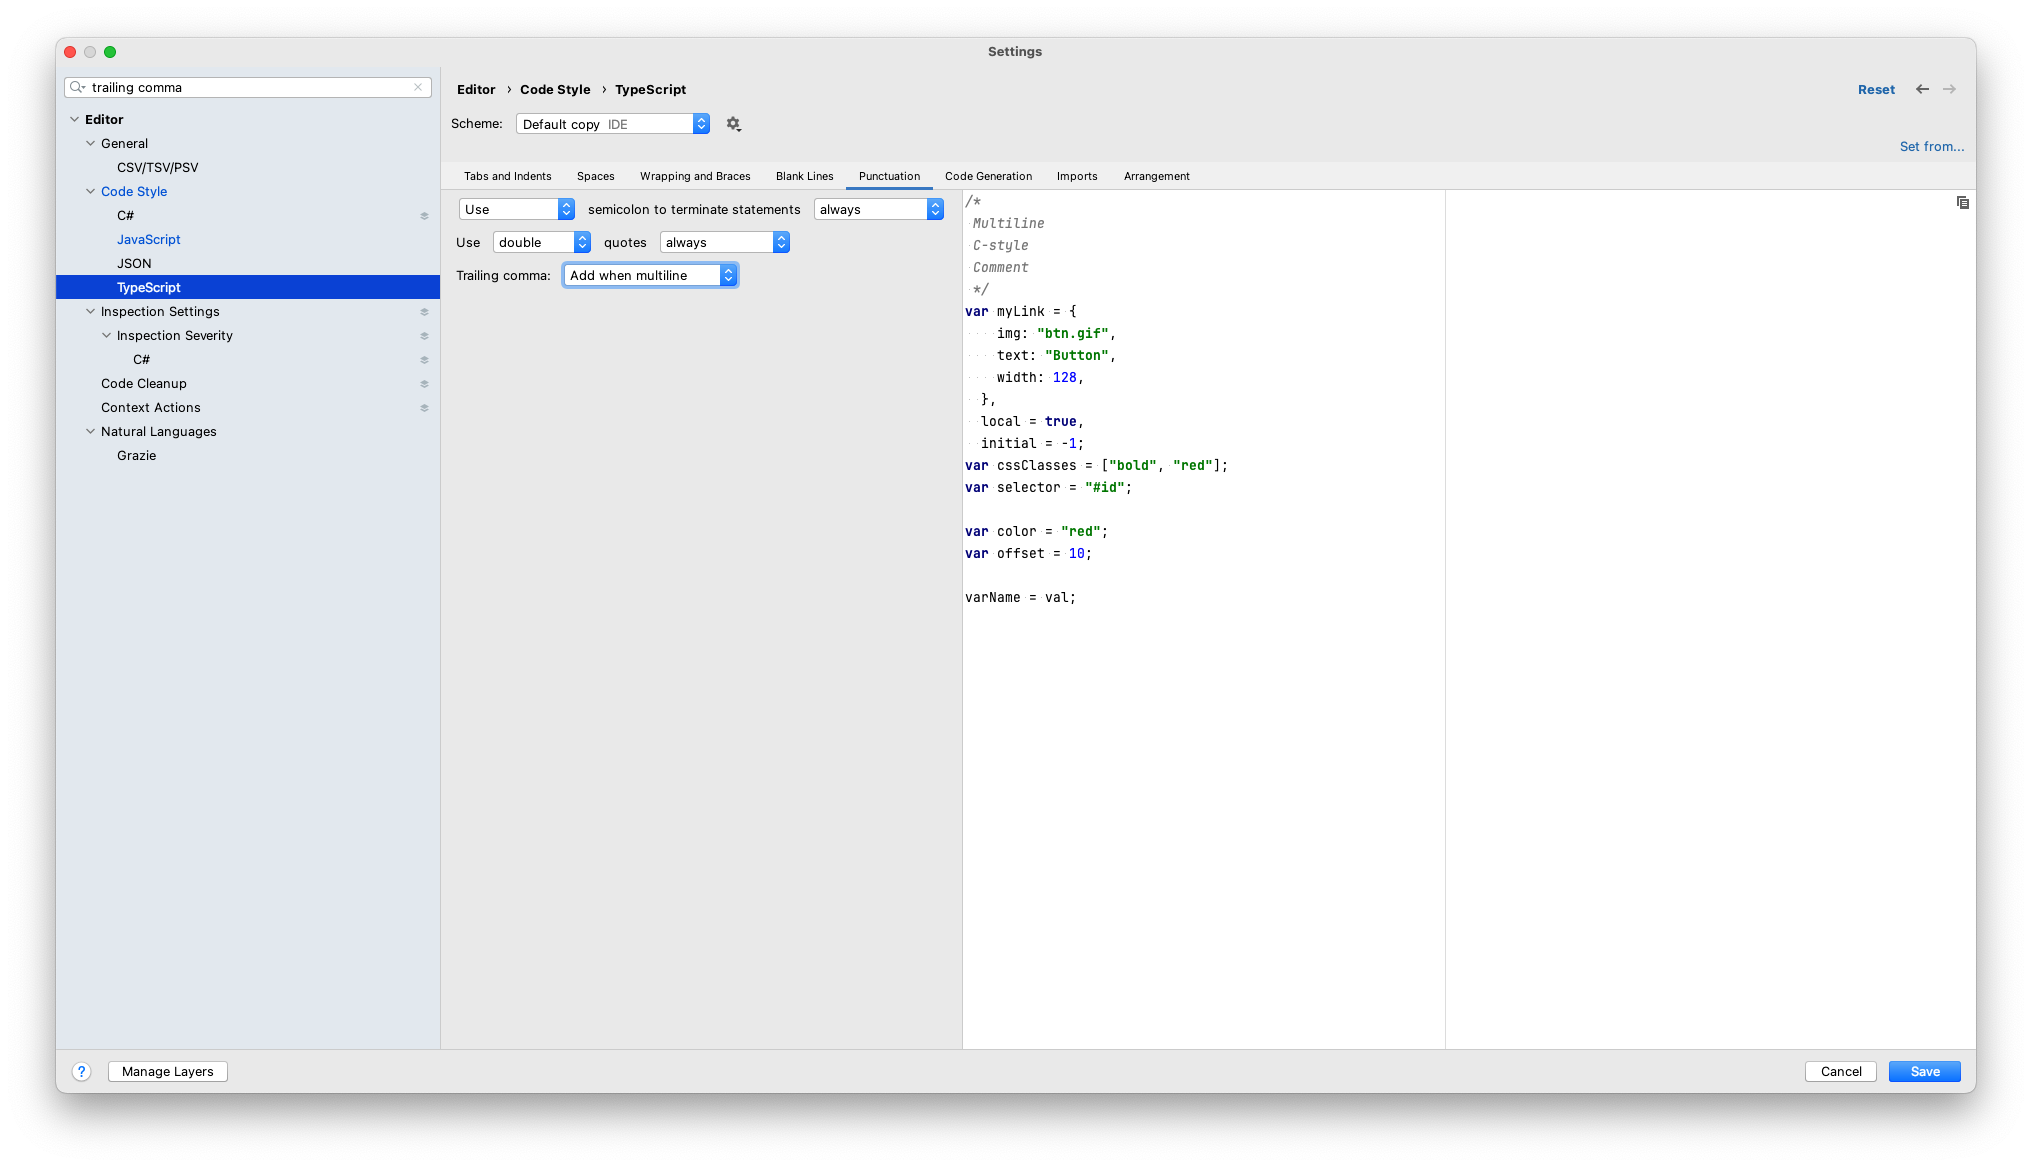 Settings
trailing comma
Editor
General
CSV/TSV/PSV
Code Style
C#
JavaScript
JSON
TypeScript
Inspection Settings
Inspection Severity
C#
Code Cleanup
Context Actions
Natural Languages
Grazie
Editor › Code Style › TypeScript
Reset
Scheme: Default copy IDE
Set from...
Tabs and Indents Spaces Wrapping and Braces Blank Lines Punctuation Code Generation Imports Arrangement
Use semicolon to terminate statements always
Use double quotes always
Trailing comma: Add when multiline
/*
Multiline
C-style
Comment
*/
var myLink = {
img: "btn.gif",
text: "Button",
width: 128,
},
local = true,
initial = -1;
var cssClasses = ["bold", "red"];
var selector = "#id";
var color = "red";
var offset = 10;
varName = val;
? Manage Layers
Cancel Save